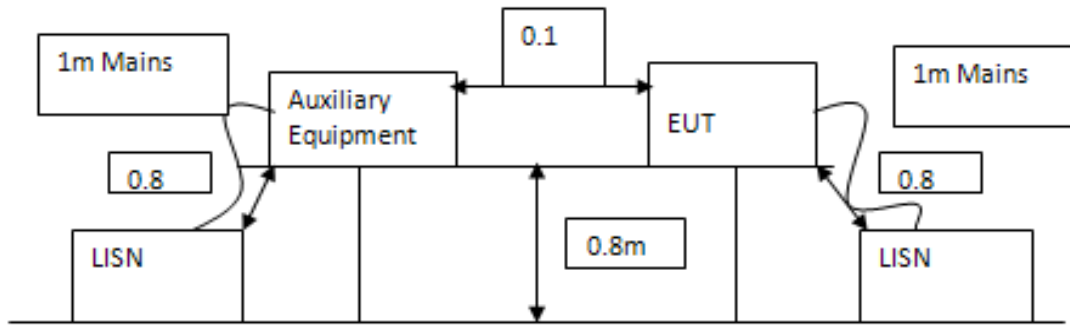 0.1
1m Mains
1m Mains
Auxiliary
Equipment
EUT
0.8
0.8
0.8m
LISN
LISN